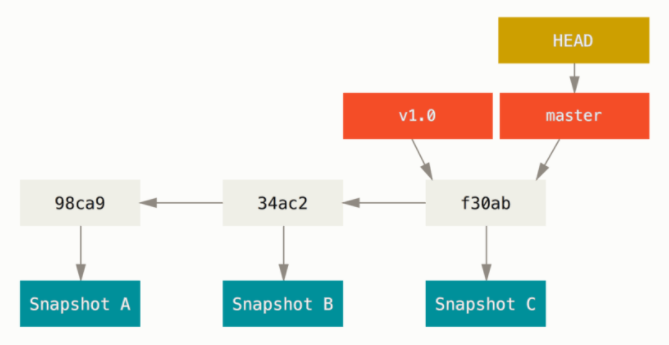 HEAD
v1.0
master
98ca9
34ac2
f30ab
Snapshot A
Snapshot B
Snapshot C